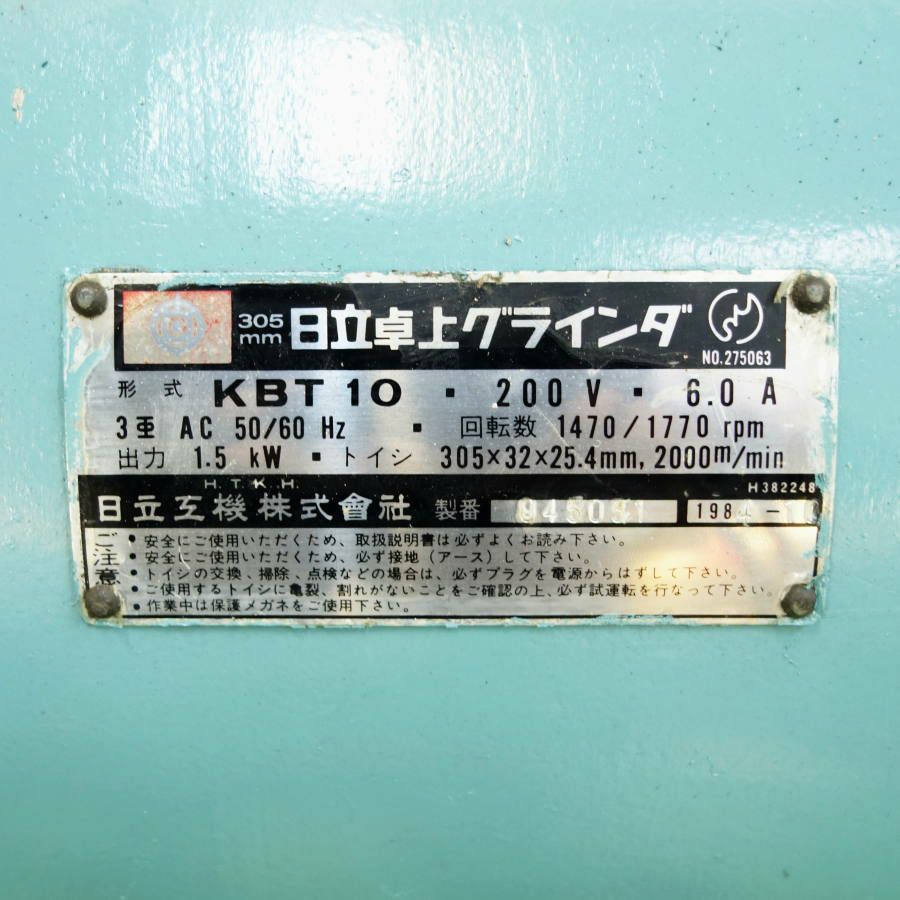 305 mm 日立卓上グラインダ
NO.275063
形式 KBT 10 ・ 200 V ・ 6.0 A
3重 AC 50/60 Hz ・ 回転数 1470/1770 rpm
出力 1.5 kW ・ トイシ 305×32×25.4mm, 2000m/min
H.T.K.H. H382248
日立工機株式會社 製番
ご注意
・安全にご使用いただくため、取扱説明書は必ずよくお読み下さい。
・安全にご使用いただくため、必ず接地(アース)して下さい。
・トイシの交換、掃除、点検などの場合は、必ずプラグを電源からはずして下さい。
・ご使用するトイシに亀裂、割れがないことをご確認の上、必ず試運転を行なって下さい。
・作業中は保護メガネをご使用下さい。